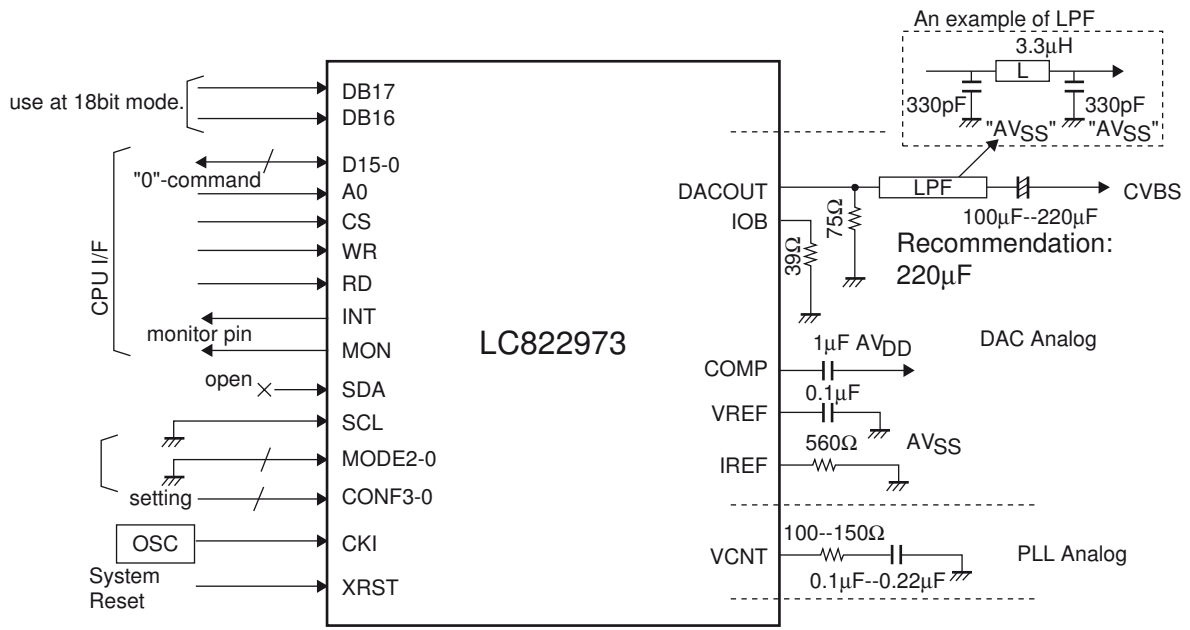 An example of LPF
3.3µH
L
330pF
330pF
"AVSS"
"AVSS"
use at 18bit mode.
DB17
DB16
CPU I/F
D15-0
"0"-command
A0
CS
WR
RD
INT
monitor pin
MON
open
SDA
SCL
MODE2-0
setting
CONF3-0
OSC
CKI
System
Reset
XRST
LC822973
DACOUT
LPF
CVBS
IOB
75Ω
39Ω
100µF--220µF
Recommendation:
220µF
COMP
1µF AVDD
DAC Analog
VREF
0.1µF
IREF
560Ω
AVSS
VCNT
100--150Ω
0.1µF--0.22µF
PLL Analog